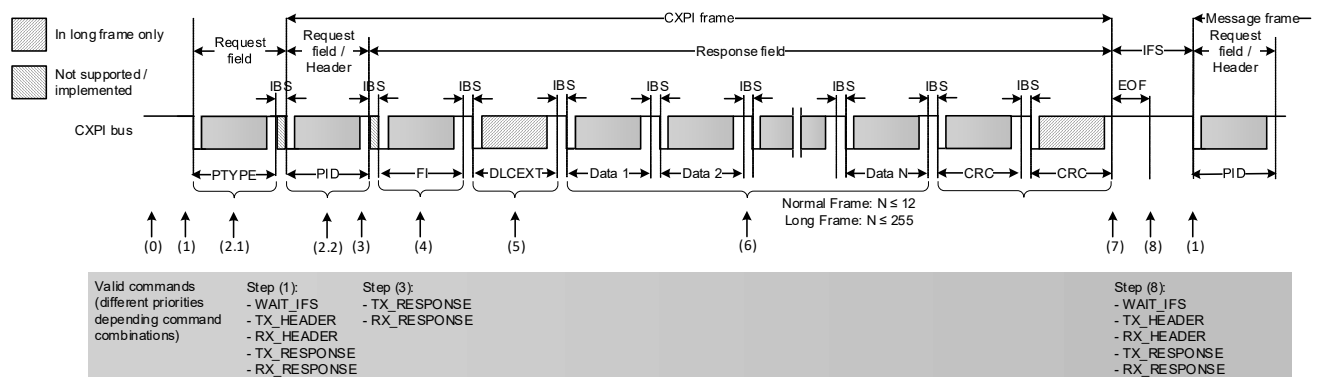 CXPI frame
Message frame
In long frame only
Request
field
Request
field /
Header
Response field
IFS
Request
field /
Header
Not supported /
implemented
IBS
IBS
IBS
IBS
IBS
IBS
IBS
IBS
IBS
EOF
CXPI bus
PTYPE
PID
FI
DLCEXT
Data 1
Data 2
Data N
CRC
CRC
PID
Normal Frame: N ≤ 12
Long Frame: N ≤ 255
(0)
(1)
(2.1)
(2.2)
(3)
(4)
(5)
(6)
(7)
(8)
(1)
Valid commands
(different priorities
depending command
combinations)
Step (1):
- WAIT_IFS
- TX_HEADER
- RX_HEADER
- TX_RESPONSE
- RX_RESPONSE
Step (3):
- TX_RESPONSE
- RX_RESPONSE
Step (8):
- WAIT_IFS
- TX_HEADER
- RX_HEADER
- TX_RESPONSE
- RX_RESPONSE